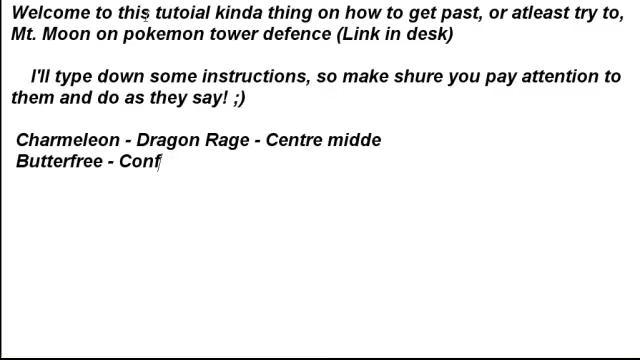 Welcome to this tutoial kinda thing on how to get past, or atleast try to,
Mt. Moon on pokemon tower defence (Link in desk)
I'll type down some instructions, so make shure you pay attention to
them and do as they say! ;)
Charmeleon - Dragon Rage - Centre midde
Butterfree - Conf